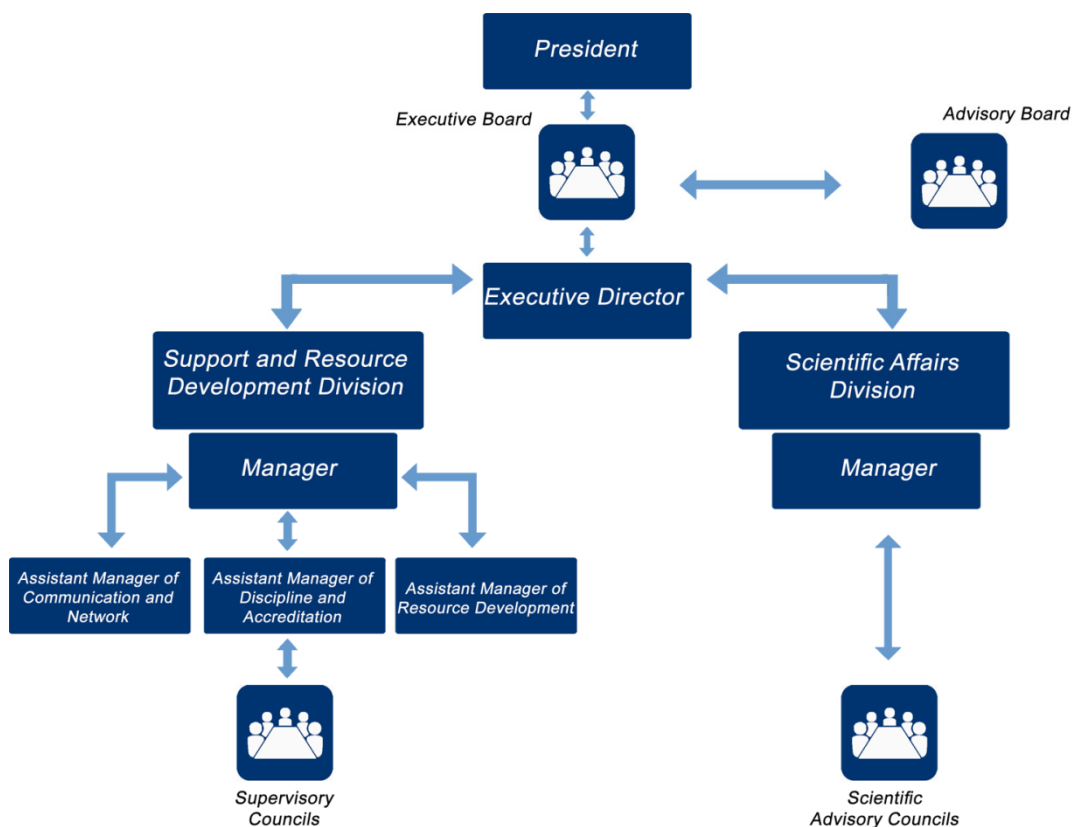 President
Executive Board
Advisory Board
Executive Director
Support and Resource
Development Division
Scientific Affairs
Division
Manager
Manager
Assistant Manager of
Communication and
Network
Assistant Manager of
Discipline and
Accreditation
Assistant Manager of
Resource Development
Supervisory
Councils
Scientific
Advisory Councils